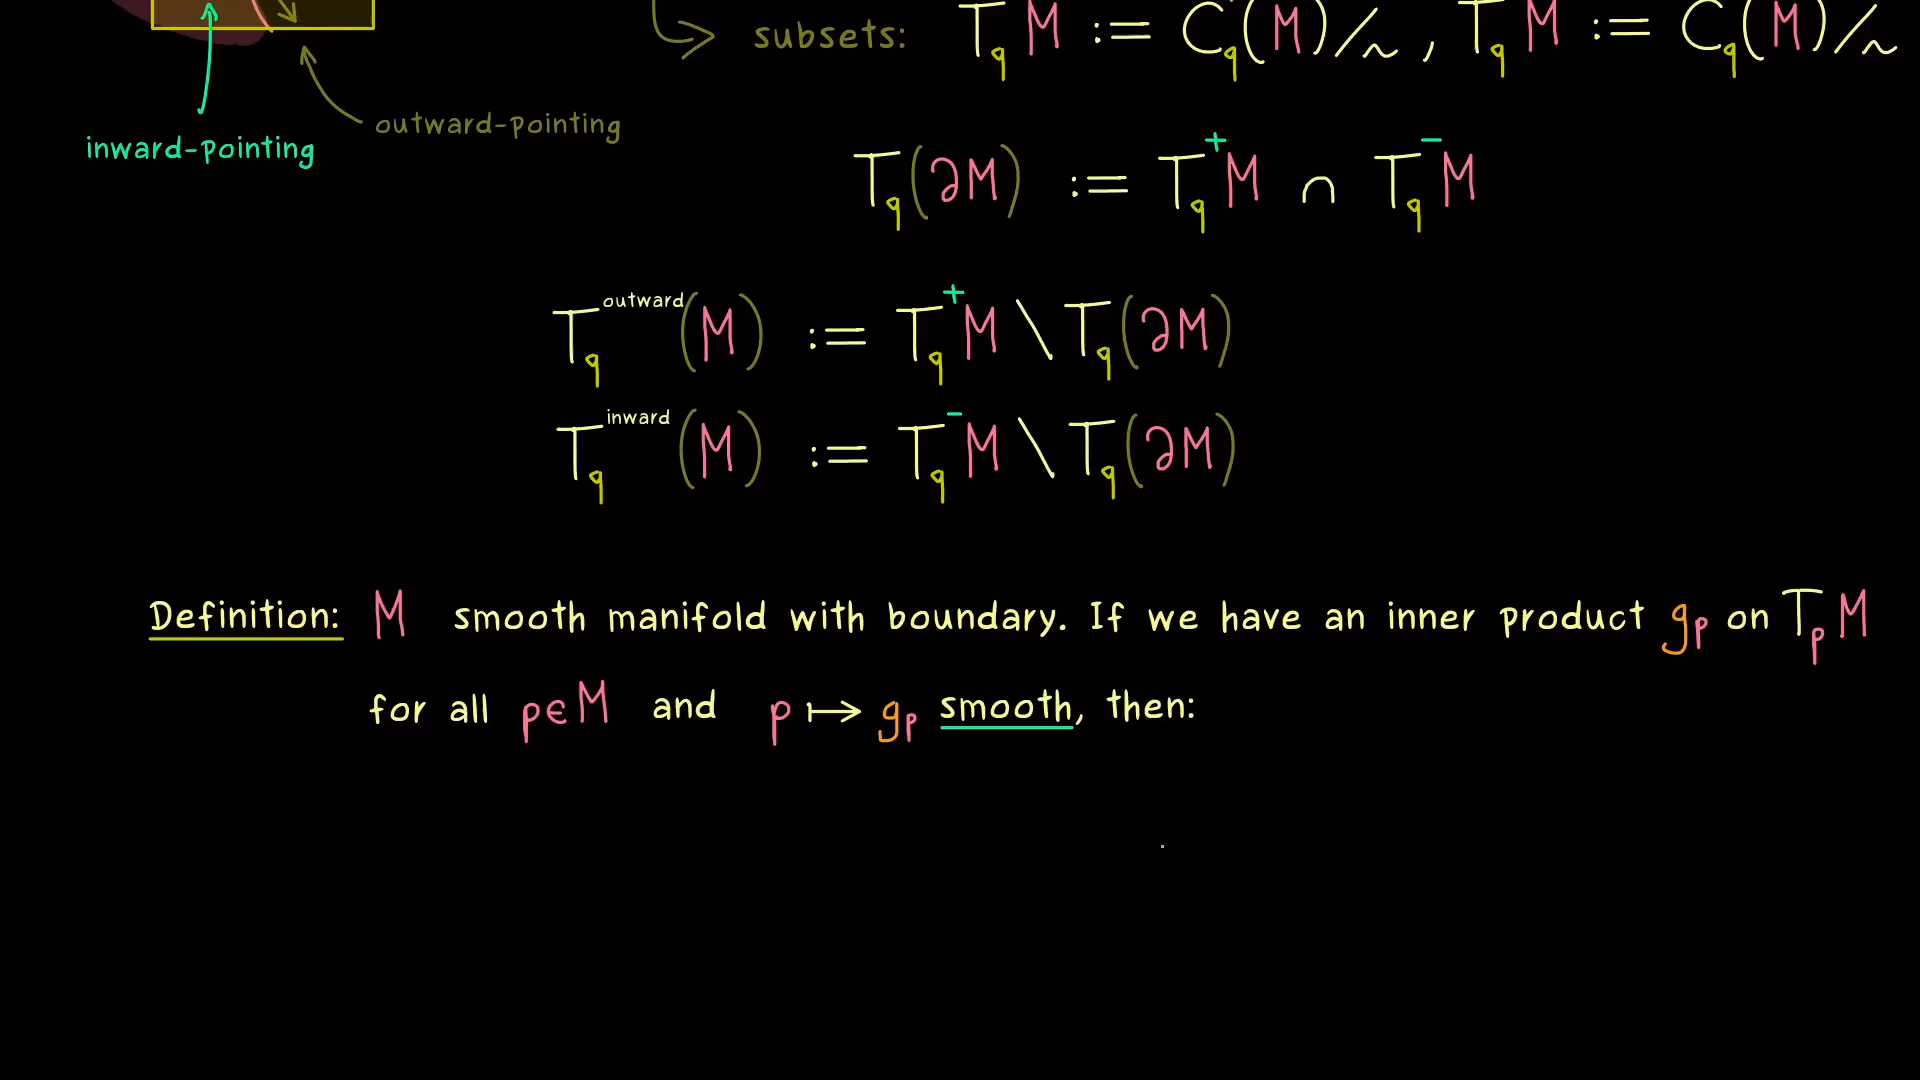 subsets: T_q M := C_q(M)/~ , T_q M := C_q(M)/~
outward-pointing
inward-pointing
T_q(∂M) := T_q^+ M ∩ T_q^- M
T_q^outward(M) := T_q^+ M \ T_q(∂M)
T_q^inward(M) := T_q^- M \ T_q(∂M)
Definition: M smooth manifold with boundary. If we have an inner product g_p on T_p M
for all p∈M and p ↦ g_p smooth, then: